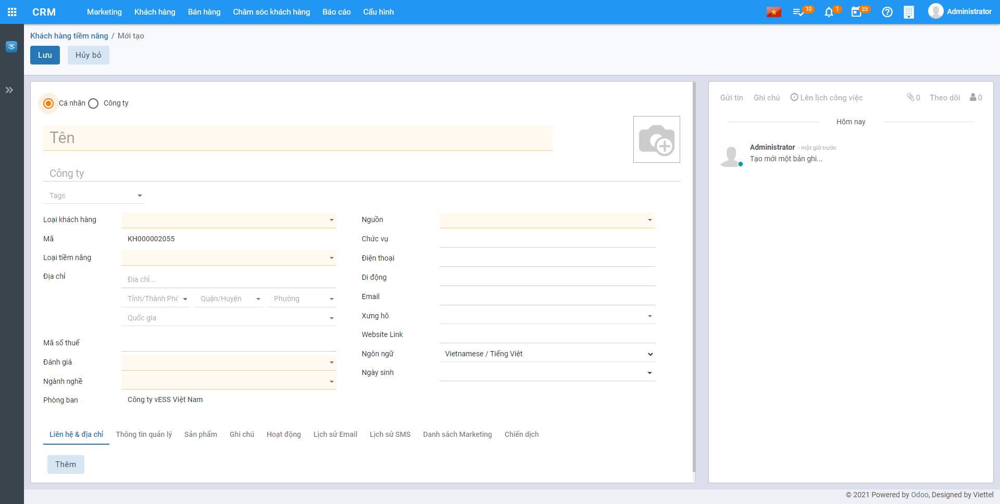 CRM Marketing Khách hàng Bán hàng Chăm sóc khách hàng Báo cáo Cấu hình 10 1 23 Administrator
Khách hàng tiềm năng / Mới tạo
Lưu Hủy bỏ
Cá nhân Công ty
Tên
Công ty
Tags
Loại khách hàng
Mã KH000002055
Loại tiềm năng
Địa chỉ Địa chỉ...
Tỉnh/Thành Phố Quận/Huyện Phường
Quốc gia
Mã số thuế
Đánh giá
Ngành nghề
Phòng ban Công ty vESS Việt Nam
Nguồn
Chức vụ
Điện thoại
Di động
Email
Xưng hô
Website Link
Ngôn ngữ Vietnamese / Tiếng Việt
Ngày sinh
Liên hệ & địa chỉ Thông tin quản lý Sản phẩm Ghi chú Hoạt động Lịch sử Email Lịch sử SMS Danh sách Marketing Chiến dịch
Thêm
Gửi tin Ghi chú Lên lịch công việc 0 Theo dõi 0
Hôm nay
Administrator - một giờ trước
Tạo mới một bản ghi...
© 2021 Powered by Odoo, Designed by Viettel